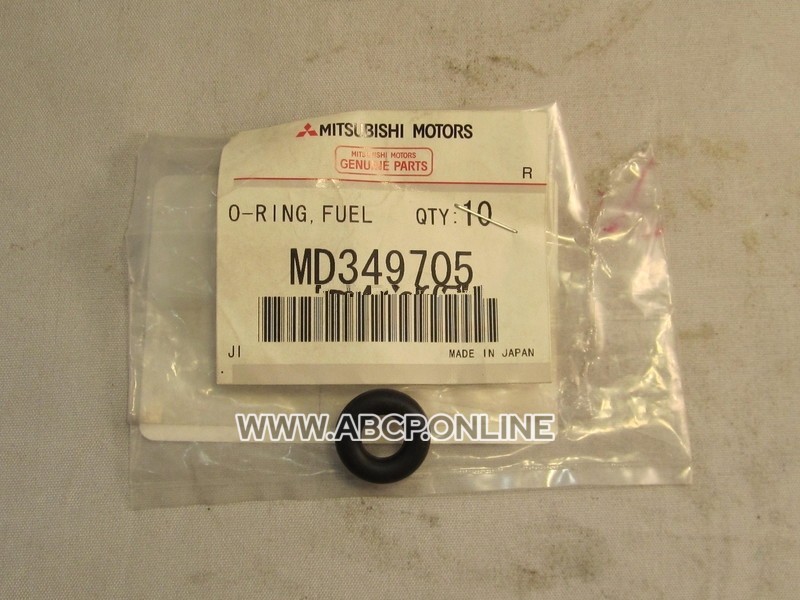 MITSUBISHI MOTORS
MITSUBISHI MOTORS
GENUINE PARTS
R
O-RING, FUEL QTY: 10
MD349705
JI MADE IN JAPAN
WWW.ABCP.ONLINE